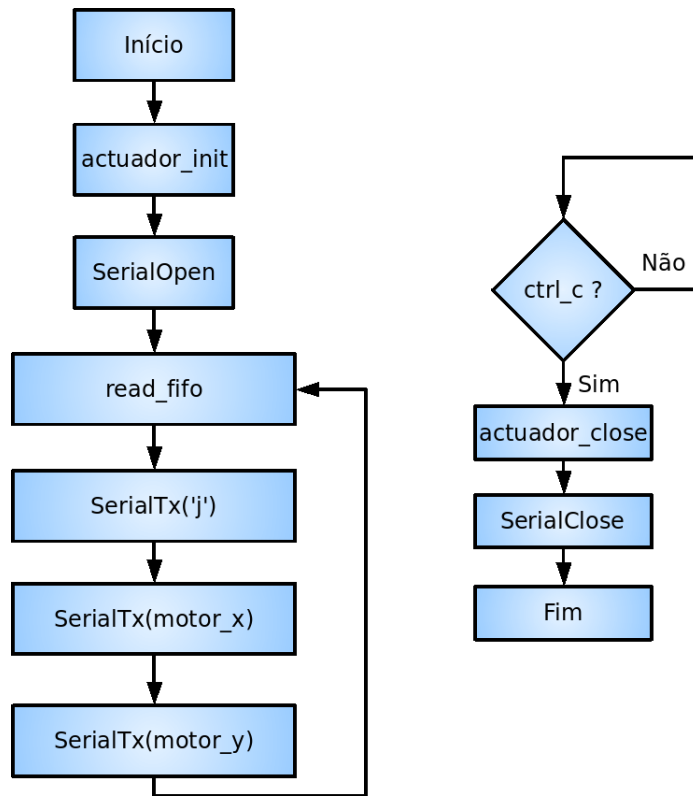 Início
actuador_init
SerialOpen
read_fifo
SerialTx('j')
SerialTx(motor_x)
SerialTx(motor_y)
ctrl_c ?
Não
Sim
actuador_close
SerialClose
Fim